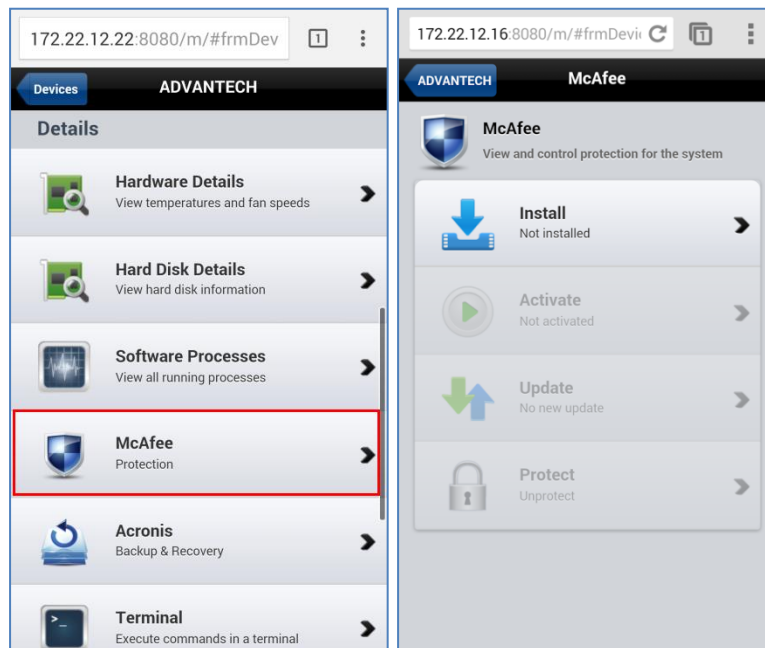 172.22.12.22:8080/m/#frmDev
1
Devices
ADVANTECH
Details
Hardware Details
View temperatures and fan speeds
Hard Disk Details
View hard disk information
Software Processes
View all running processes
McAfee
Protection
Acronis
Backup & Recovery
>_
Terminal
Execute commands in a terminal
172.22.12.16:8080/m/#frmDevi
1
ADVANTECH
McAfee
McAfee
View and control protection for the system
Install
Not installed
Activate
Not activated
Update
No new update
Protect
Unprotect